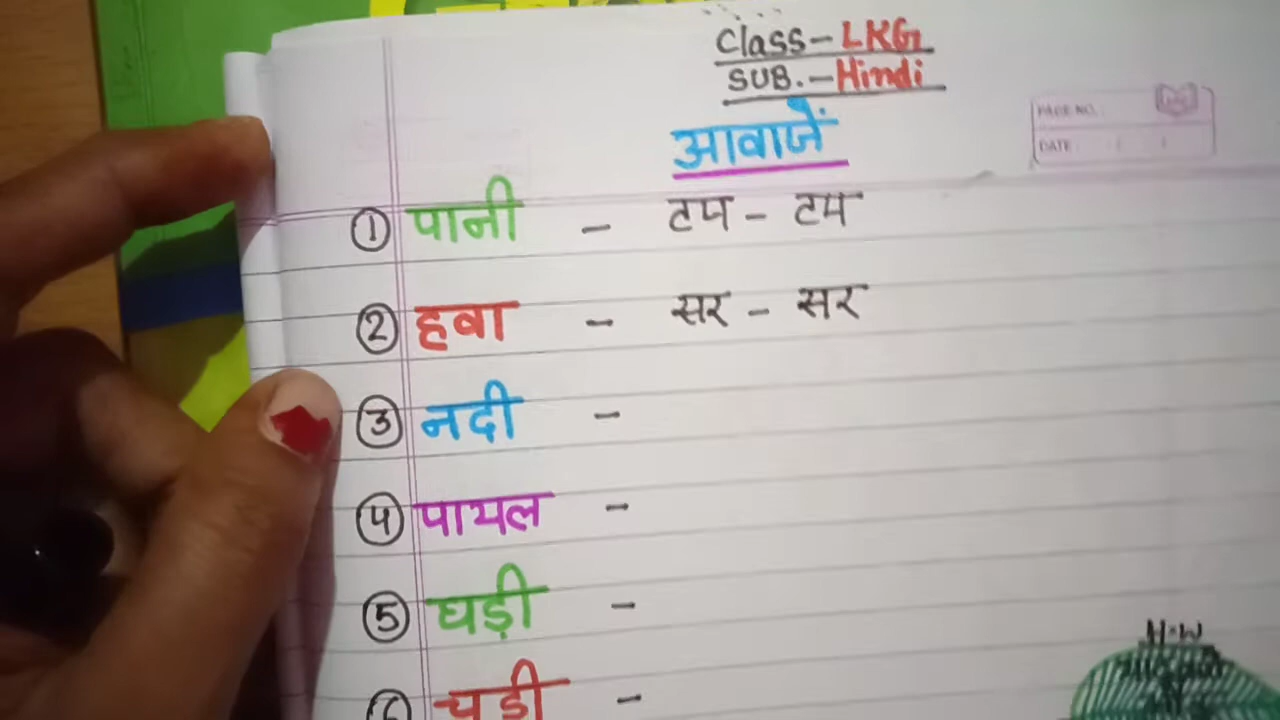 Class - LKG
SUB. - Hindi
आवाजें
PAGE NO.
DATE
① पानी - टप - टप
② हवा - सर - सर
③ नदी -
④ पायल -
⑤ घड़ी -
⑥ चूड़ी -
H.W